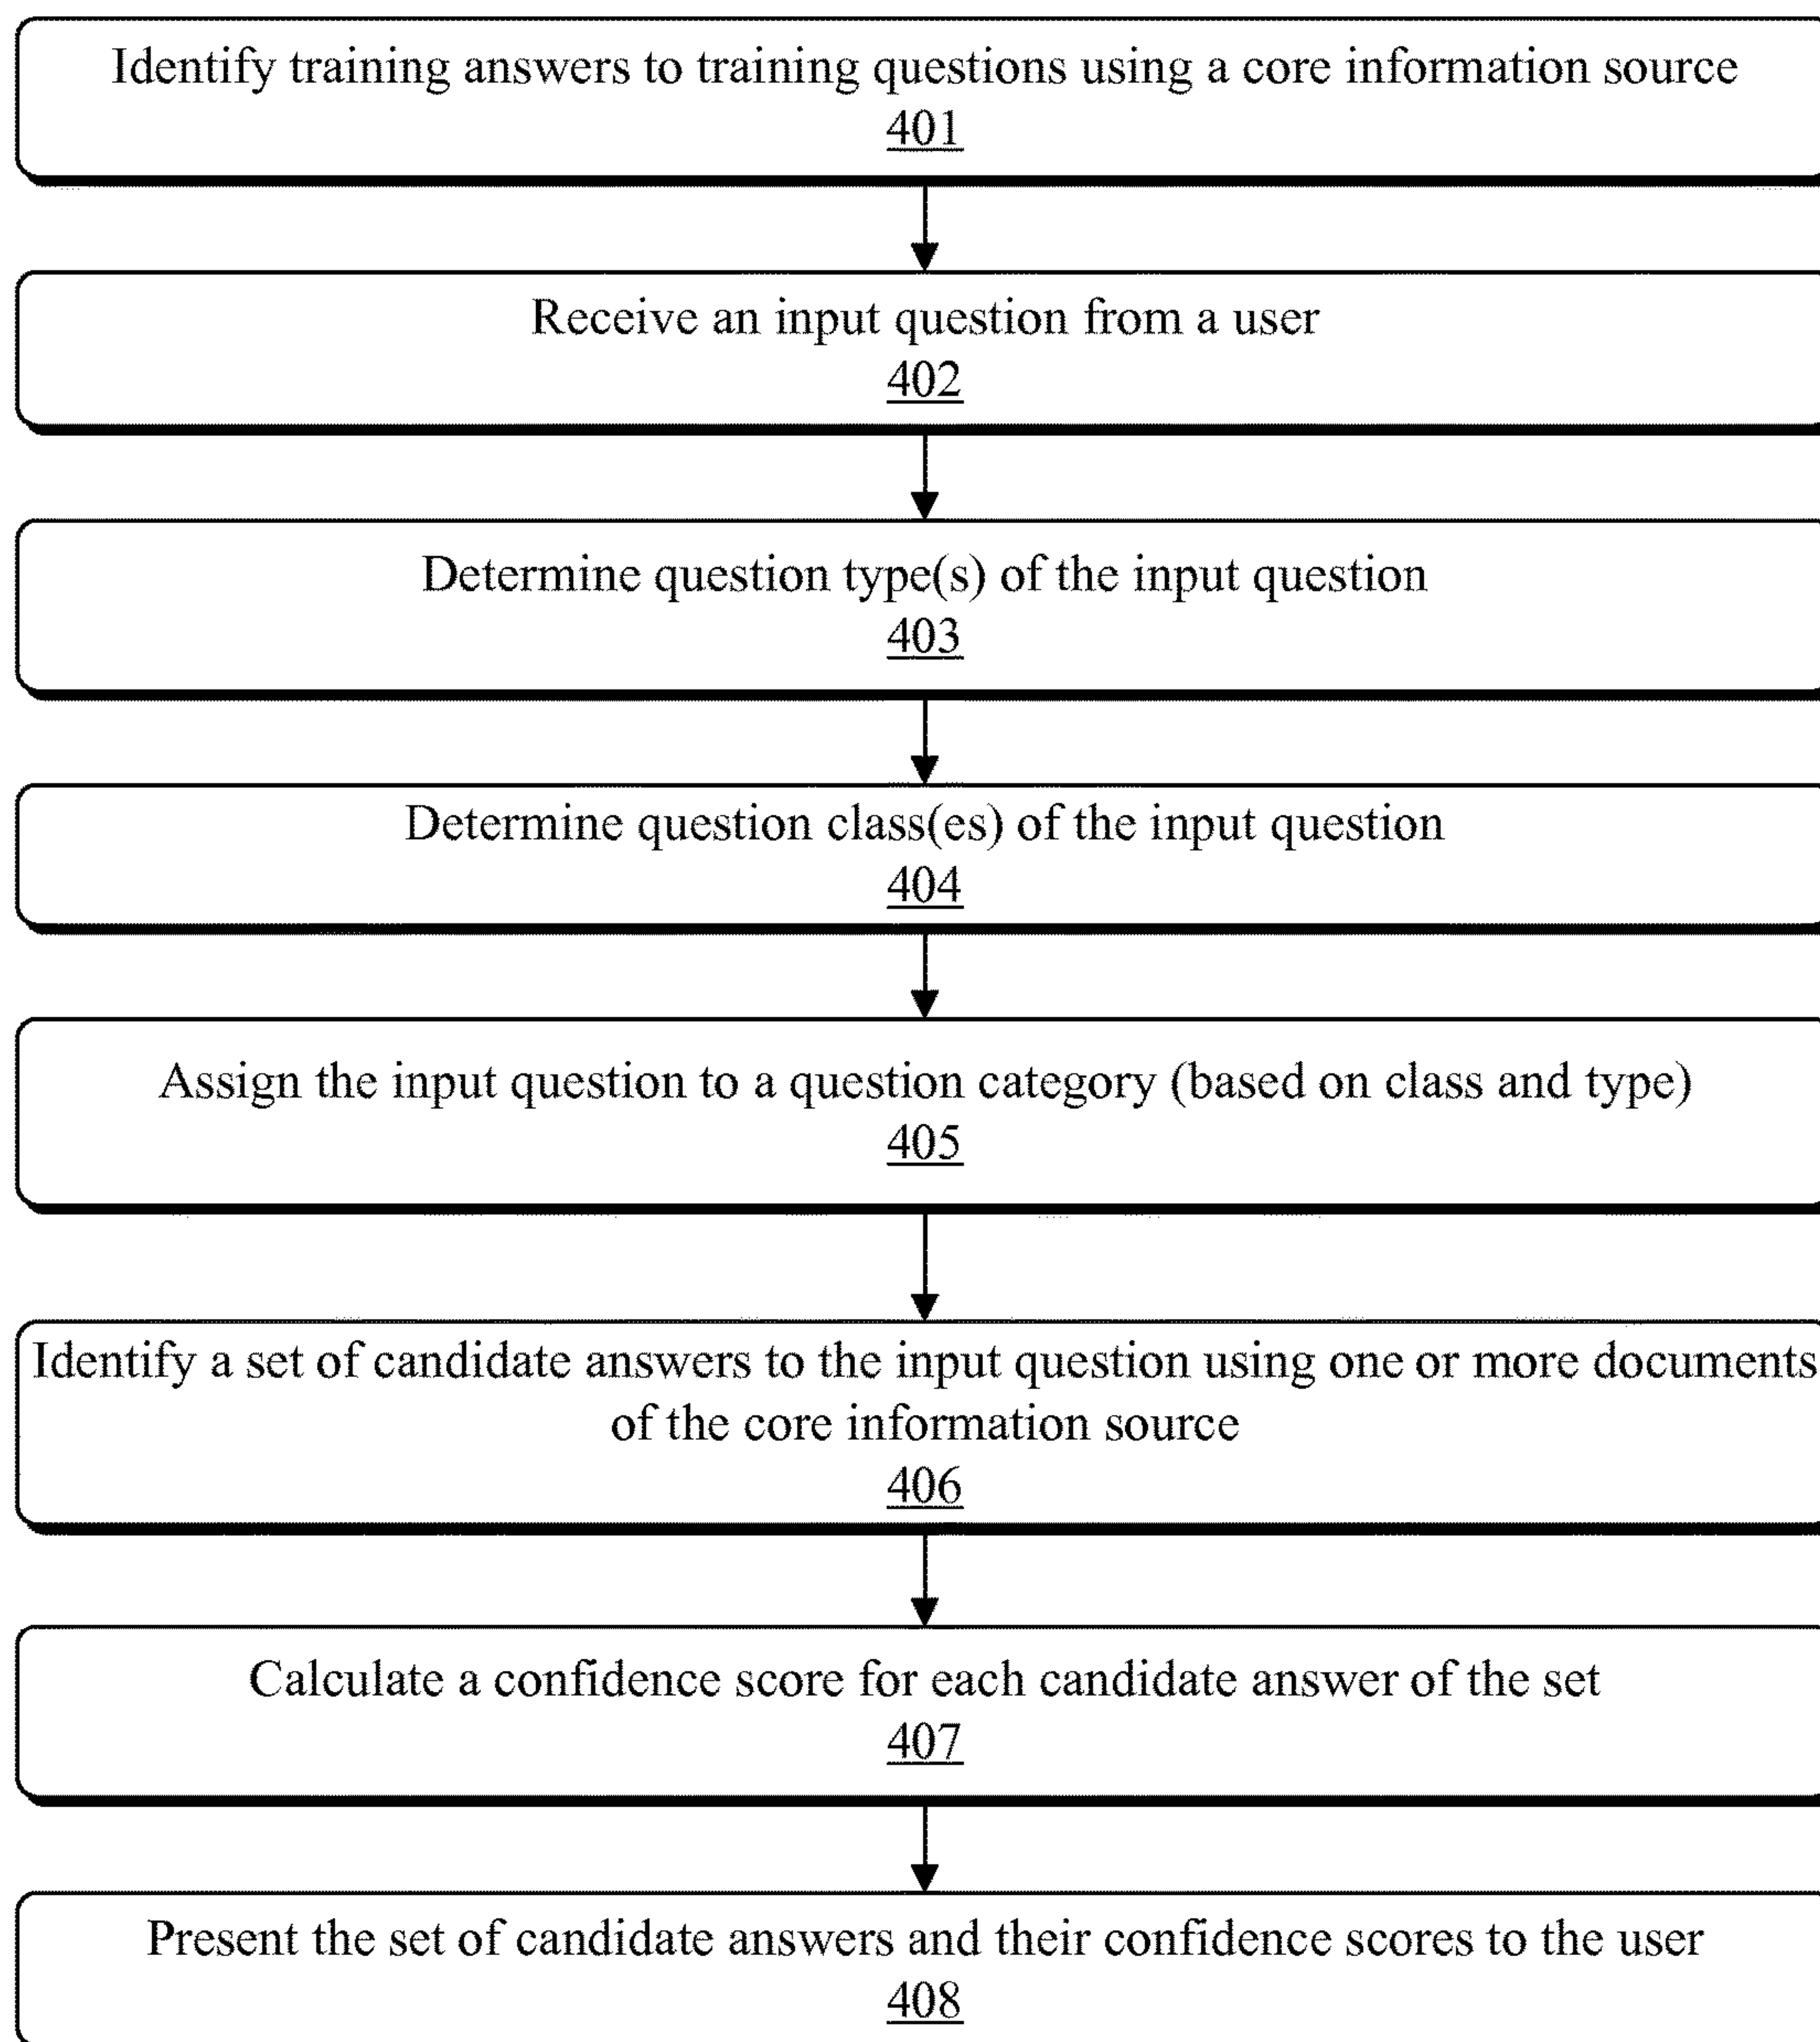 Identify training answers to training questions using a core information source
401
Receive an input question from a user
402
Determine question type(s) of the input question
403
Determine question class(es) of the input question
404
Assign the input question to a question category (based on class and type)
405
Identify a set of candidate answers to the input question using one or more documents
of the core information source
406
Calculate a confidence score for each candidate answer of the set
407
Present the set of candidate answers and their confidence scores to the user
408